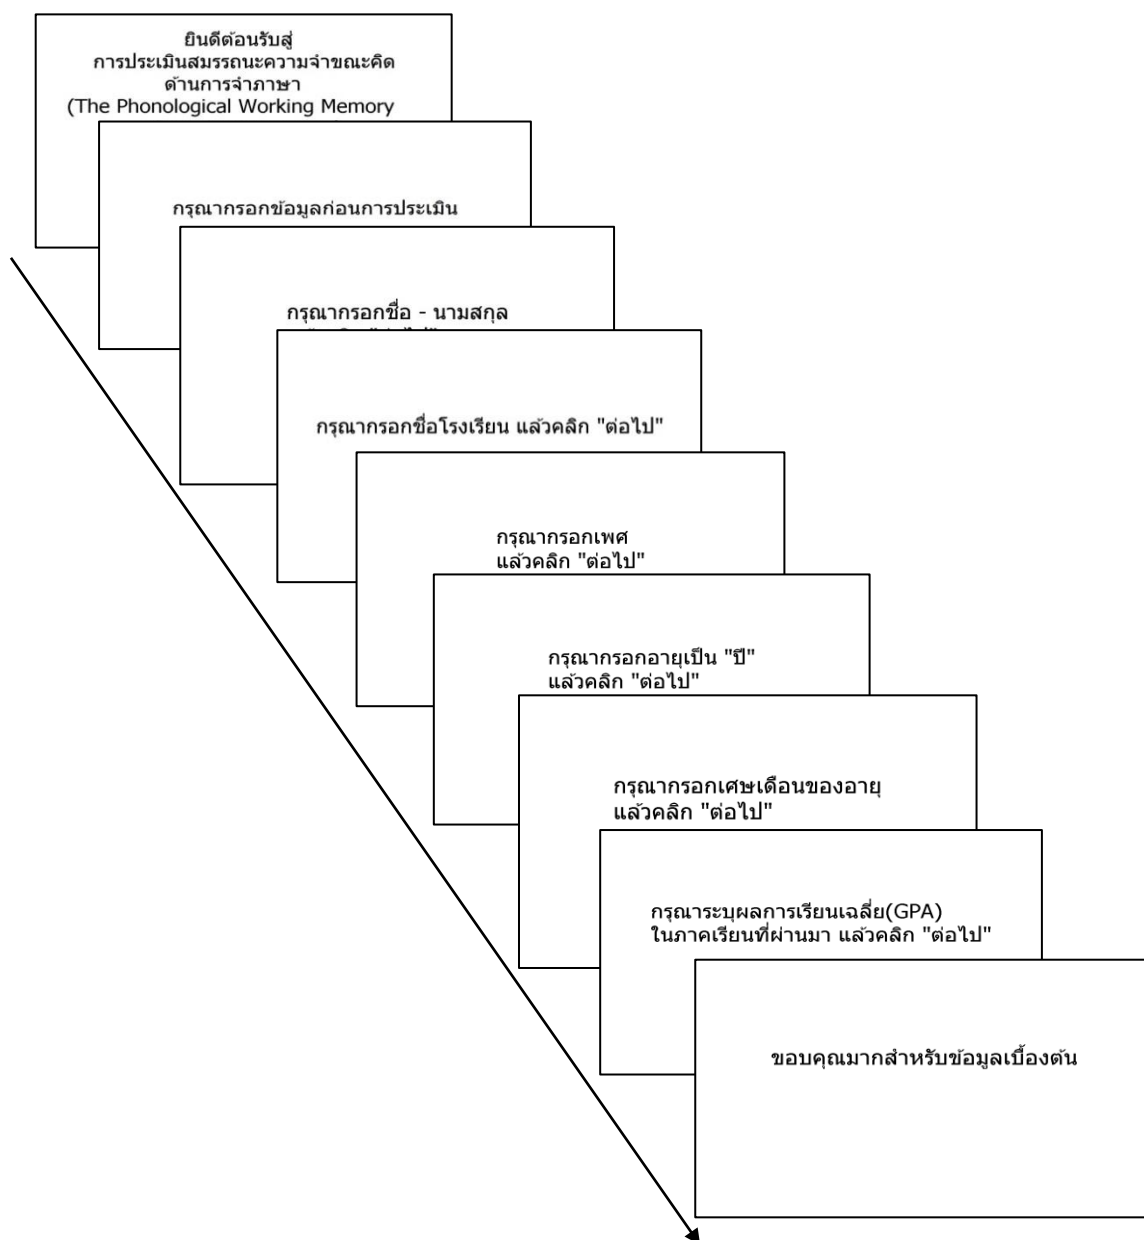 ยินดีต้อนรับสู่
การประเมินสมรรถนะความจำขณะคิด
ด้านการจำภาษา
(The Phonological Working Memory
กรุณากรอกข้อมูลก่อนการประเมิน
กรุณากรอกชื่อ - นามสกุล
กรุณากรอกชื่อโรงเรียน แล้วคลิก "ต่อไป"
กรุณากรอกเพศ
แล้วคลิก "ต่อไป"
กรุณากรอกอายุเป็น "ปี"
แล้วคลิก "ต่อไป"
กรุณากรอกเศษเดือนของอายุ
แล้วคลิก "ต่อไป"
กรุณาระบุผลการเรียนเฉลี่ย(GPA)
ในภาคเรียนที่ผ่านมา แล้วคลิก "ต่อไป"
ขอบคุณมากสำหรับข้อมูลเบื้องต้น